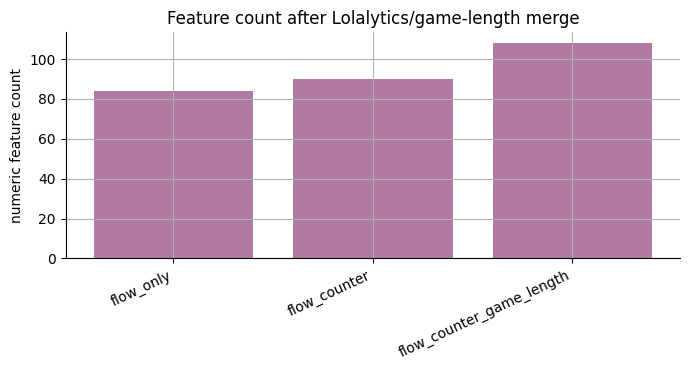 Feature count after Lolalytics/game-length merge
numeric feature count
100
80
60
40
20
0
flow_only
flow_counter
flow_counter_game_length